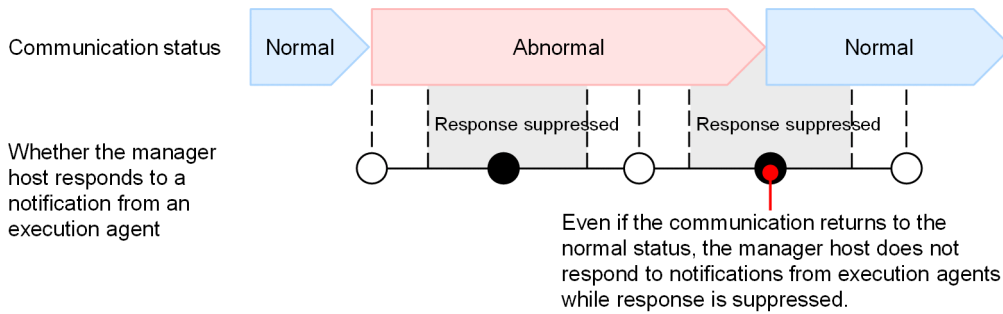 Communication status
Normal
Abnormal
Normal
Response suppressed
Response suppressed
Whether the manager
host responds to a
notification from an
execution agent
Even if the communication returns to the
normal status, the manager host does not
respond to notifications from execution agents
while response is suppressed.